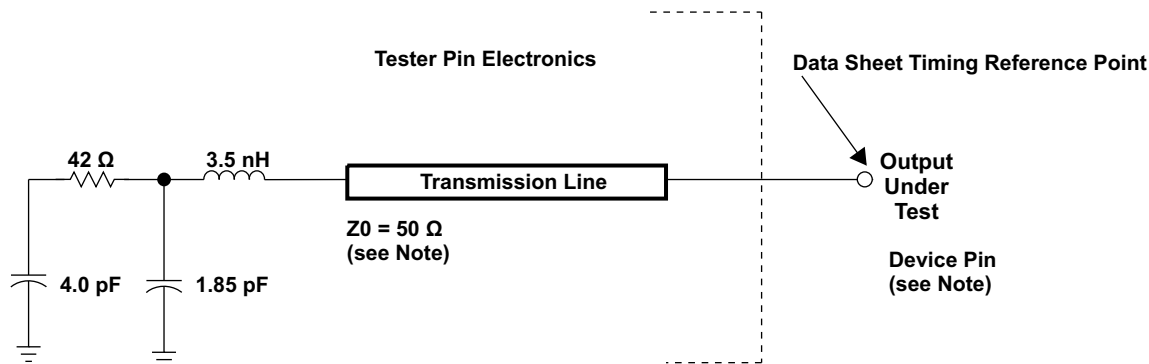 Tester Pin Electronics
Data Sheet Timing Reference Point
42 Ω
3.5 nH
Transmission Line
Output
Under
Test
Z0 = 50 Ω
(see Note)
Device Pin
(see Note)
4.0 pF
1.85 pF